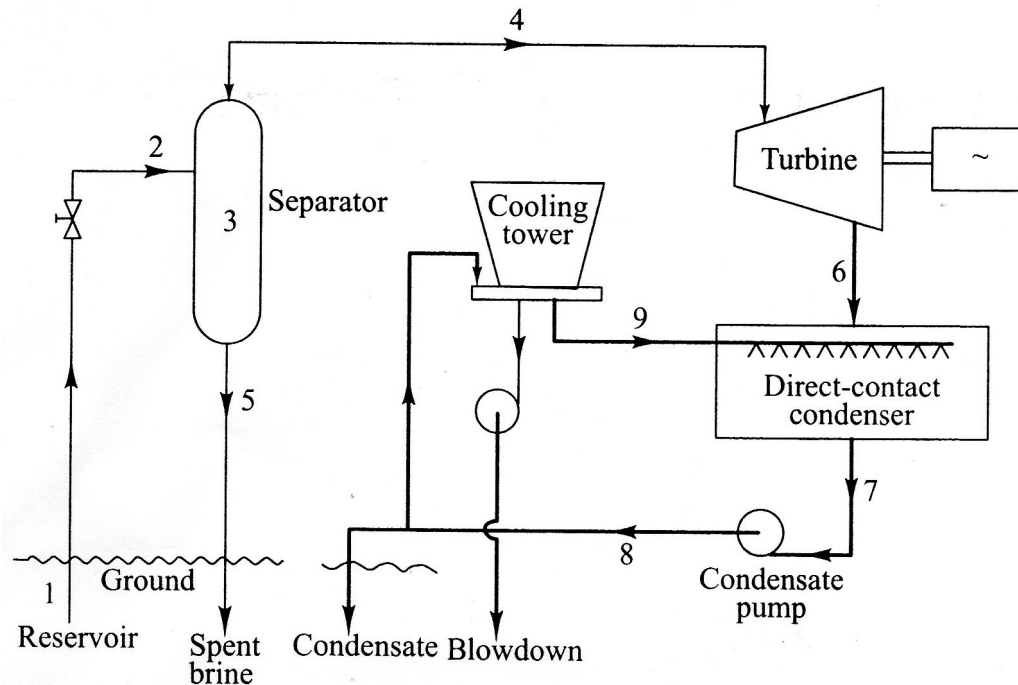 4
2
Turbine
~
Separator
3
Cooling
tower
6
9
5
Direct-contact
condenser
7
8
Ground
1
Condensate
pump
Reservoir
Spent
brine
Condensate
Blowdown